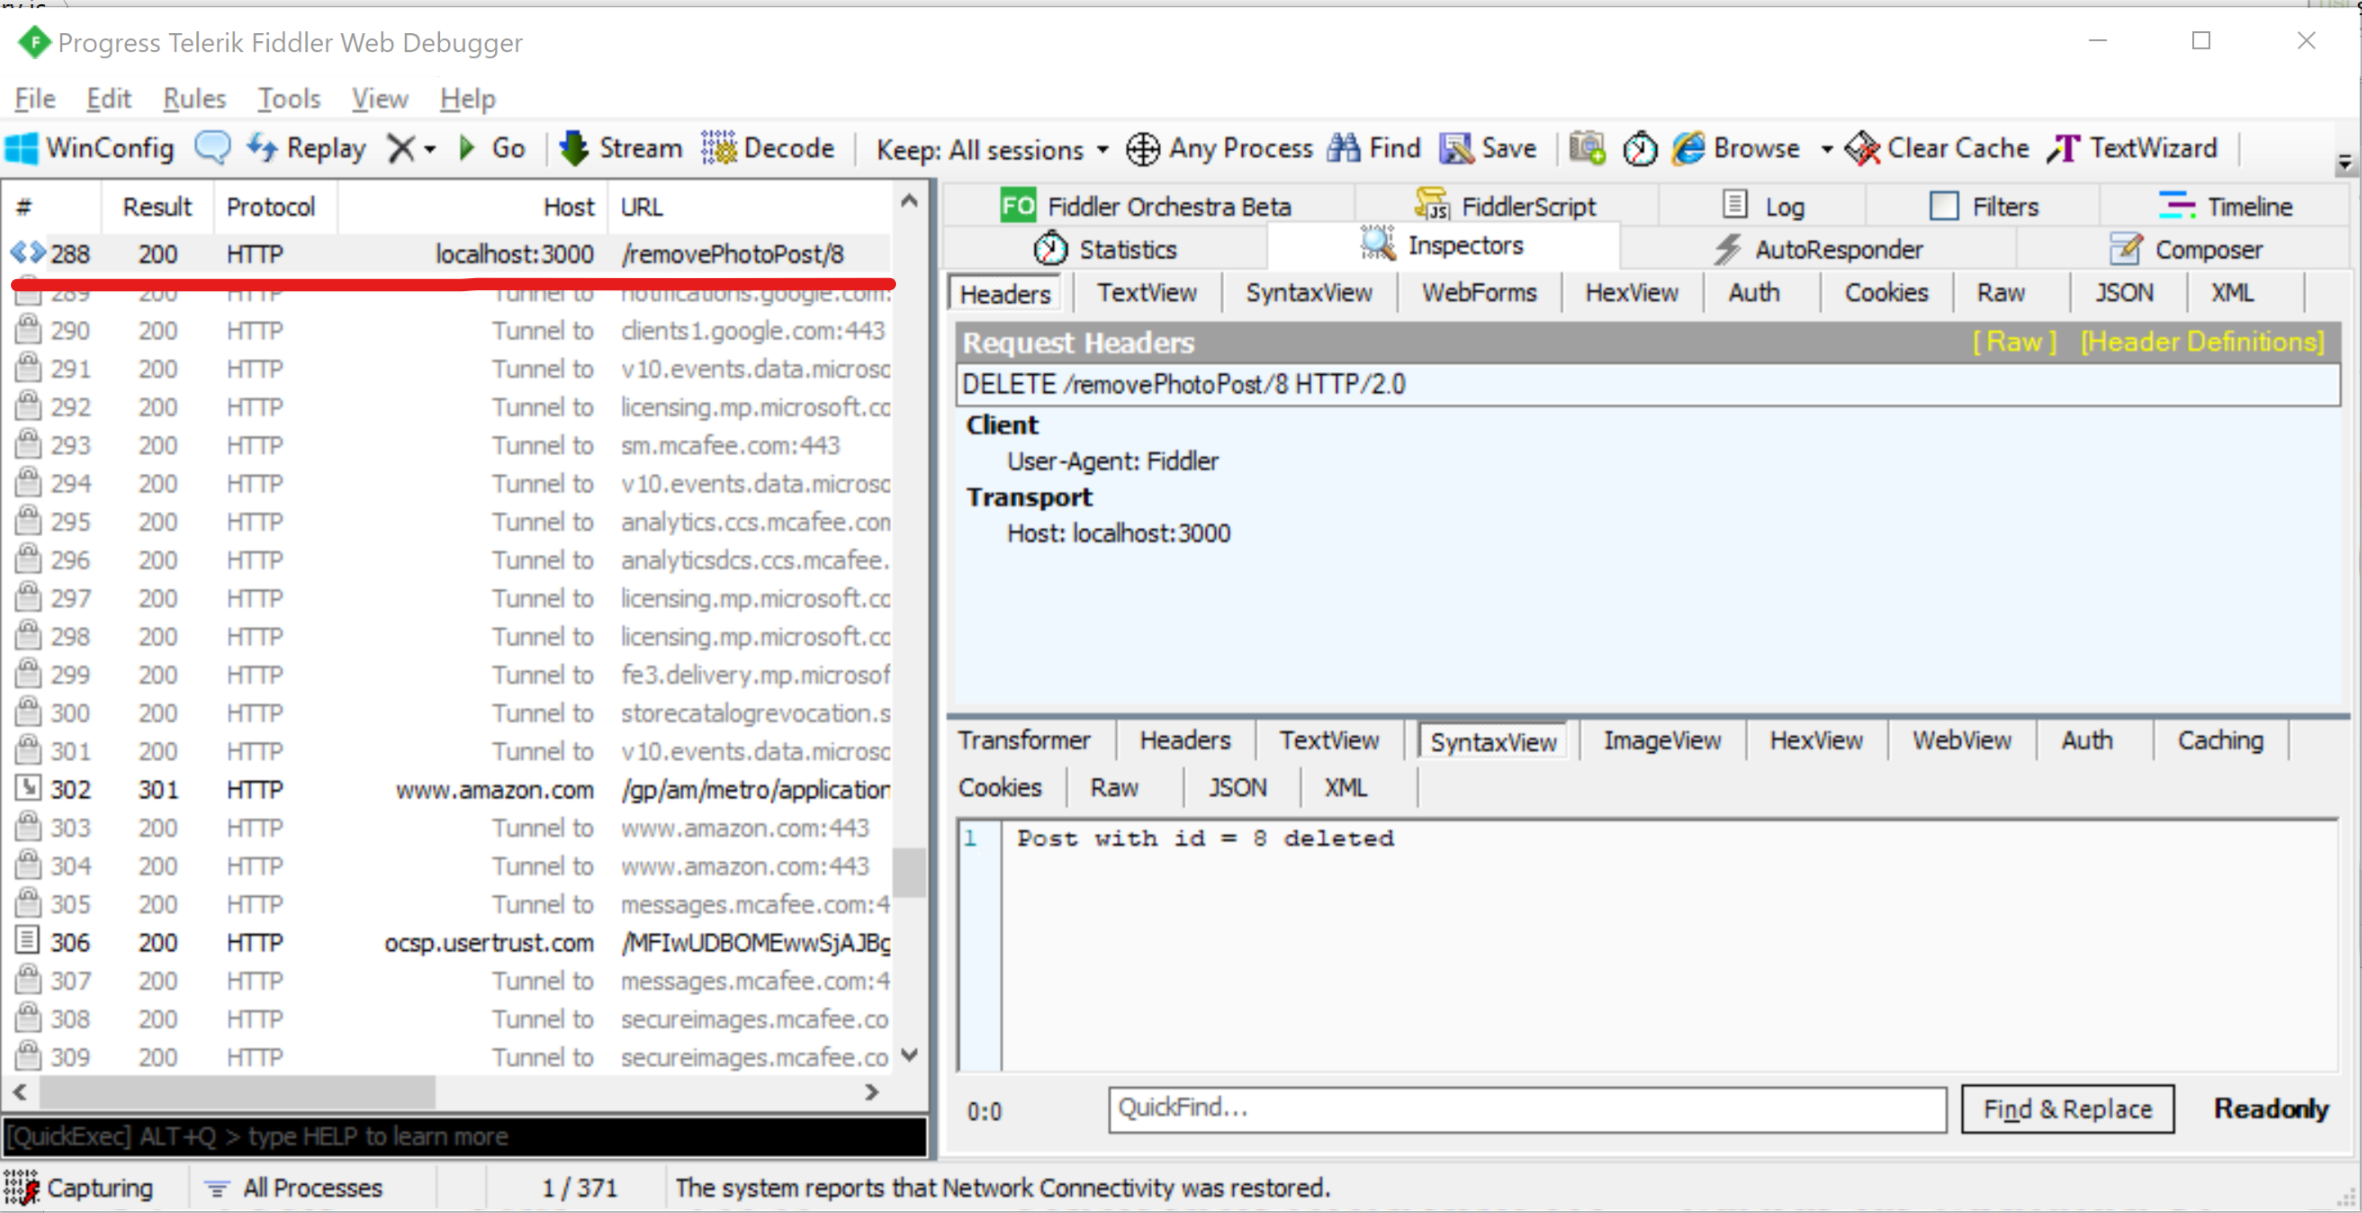 Progress Telerik Fiddler Web Debugger
File Edit Rules Tools View Help
WinConfig Replay Go Stream Decode Keep: All sessions Any Process Find Save Browse Clear Cache TextWizard
# Result Protocol Host URL
288 200 HTTP localhost:3000 /removePhotoPost/8
289 200 HTTP Tunnel to notifications.google.com:
290 200 HTTP Tunnel to clients1.google.com:443
291 200 HTTP Tunnel to v10.events.data.microsc
292 200 HTTP Tunnel to licensing.mp.microsoft.co
293 200 HTTP Tunnel to sm.mcafee.com:443
294 200 HTTP Tunnel to v10.events.data.microsc
295 200 HTTP Tunnel to analytics.ccs.mcafee.com
296 200 HTTP Tunnel to analyticsdcs.ccs.mcafee.
297 200 HTTP Tunnel to licensing.mp.microsoft.co
298 200 HTTP Tunnel to licensing.mp.microsoft.co
299 200 HTTP Tunnel to fe3.delivery.mp.microsof
300 200 HTTP Tunnel to storecatalogrevocation.s
301 200 HTTP Tunnel to v10.events.data.microsc
302 301 HTTP www.amazon.com /gp/am/metro/application
303 200 HTTP Tunnel to www.amazon.com:443
304 200 HTTP Tunnel to www.amazon.com:443
305 200 HTTP Tunnel to messages.mcafee.com:4
306 200 HTTP ocsp.usertrust.com /MFIwUDBOMEwwSjAJBg
307 200 HTTP Tunnel to messages.mcafee.com:4
308 200 HTTP Tunnel to secureimages.mcafee.co
309 200 HTTP Tunnel to secureimages.mcafee.co
[QuickExec] ALT+Q > type HELP to learn more
FO Fiddler Orchestra Beta FiddlerScript Log Filters Timeline
Statistics Inspectors AutoResponder Composer
Headers TextView SyntaxView WebForms HexView Auth Cookies Raw JSON XML
Request Headers [ Raw ] [Header Definitions]
DELETE /removePhotoPost/8 HTTP/2.0
Client
User-Agent: Fiddler
Transport
Host: localhost:3000
Transformer Headers TextView SyntaxView ImageView HexView WebView Auth Caching
Cookies Raw JSON XML
1 Post with id = 8 deleted
0:0 QuickFind... Find & Replace Readonly
Capturing All Processes 1 / 371 The system reports that Network Connectivity was restored.